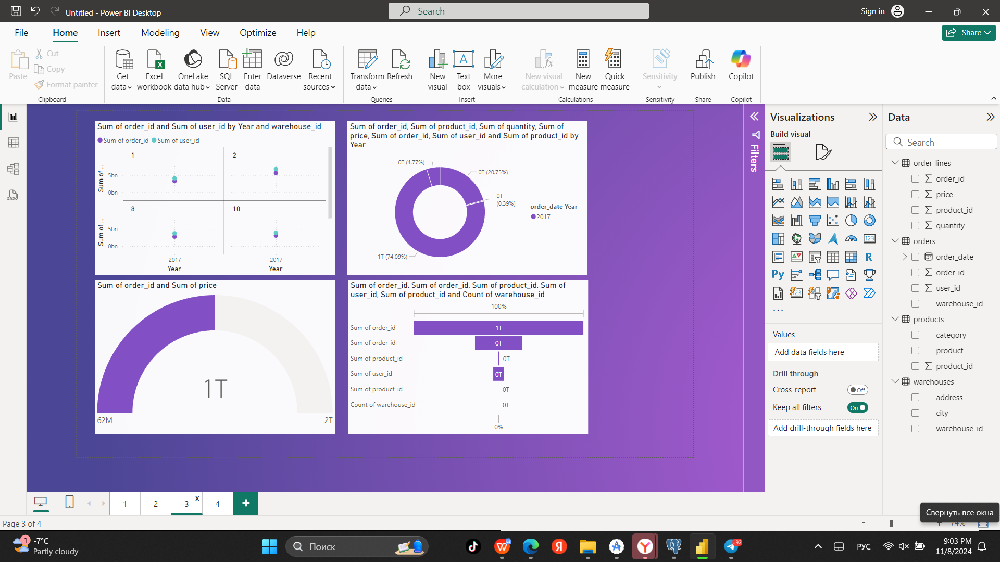 Untitled - Power BI Desktop
Search
Sign in
File
Home
Insert
Modeling
View
Optimize
Help
Share
Paste
Cut
Copy
Format painter
Clipboard
Get data
Excel workbook
OneLake data hub
SQL Server
Enter data
Dataverse
Recent sources
Data
Transform data
Refresh
Queries
New visual
Text box
More visuals
Insert
New visual calculation
New measure
Quick measure
Calculations
Sensitivity
Sensitivity
Publish
Share
Copilot
Copilot
DAX
Sum of order_id and Sum of user_id by Year and warehouse_id
Sum of order_id Sum of user_id
1
2
Sum of ...
5bn
0bn
8
10
Sum of ...
5bn
0bn
2017
2017
Year
Year
Sum of order_id, Sum of product_id, Sum of quantity, Sum of
price, Sum of order_id, Sum of user_id and Sum of product_id by
Year
0T (4.77%)
0T (20.75%)
0T
(0.39%)
1T (74.09%)
order_date Year
2017
Sum of order_id and Sum of price
1T
62M
2T
Sum of order_id, Sum of order_id, Sum of product_id, Sum of
user_id, Sum of product_id and Count of warehouse_id
100%
Sum of order_id
1T
Sum of order_id
0T
Sum of product_id
0T
Sum of user_id
0T
Sum of product_id
0T
Count of warehouse_id
0T
0%
Filters
Visualizations
Build visual
123
R
Py
123
...
Values
Add data fields here
Drill through
Cross-report
Off
Keep all filters
On
Add drill-through fields here
Data
Search
order_lines
order_id
price
product_id
quantity
orders
order_date
order_id
user_id
warehouse_id
products
category
product
product_id
warehouses
address
city
warehouse_id
1
2
3
x
4
+
Page 3 of 4
Свернуть все окна
- + 74%
1
-7°C
Partly cloudy
Поиск
92
РУС
9:03 PM
11/8/2024